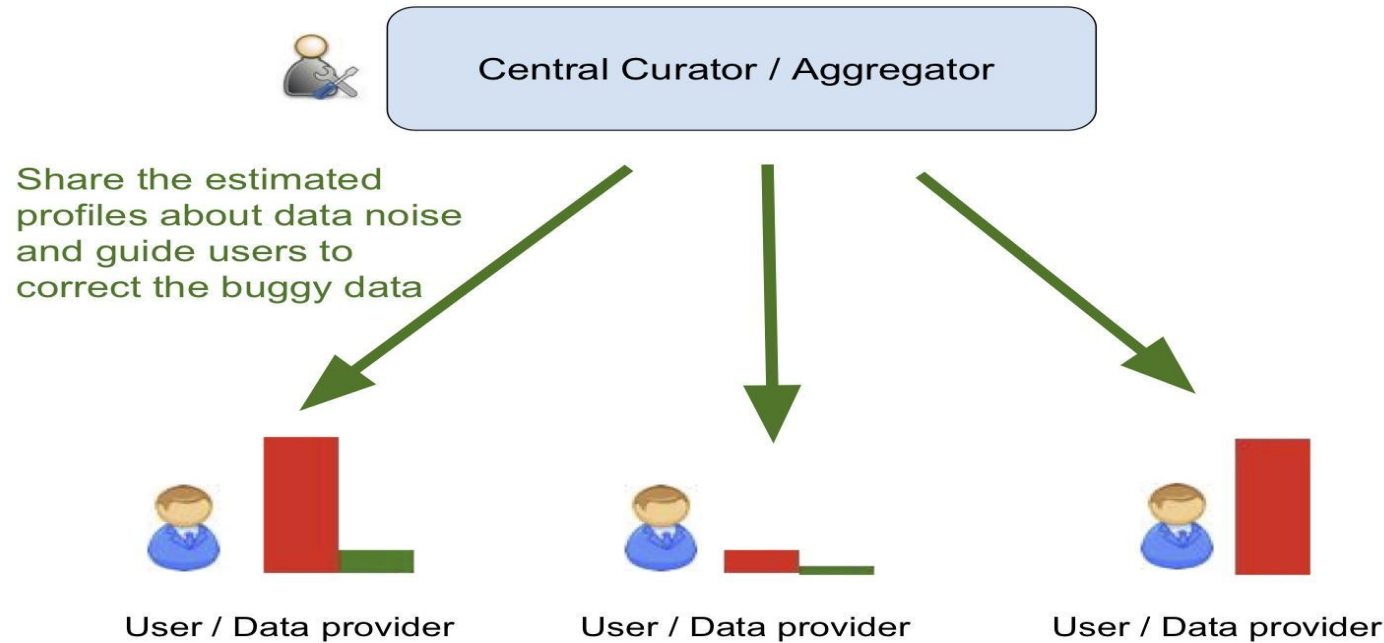 Central Curator / Aggregator
Share the estimated
profiles about data noise
and guide users to
correct the buggy data
User / Data provider
User / Data provider
User / Data provider